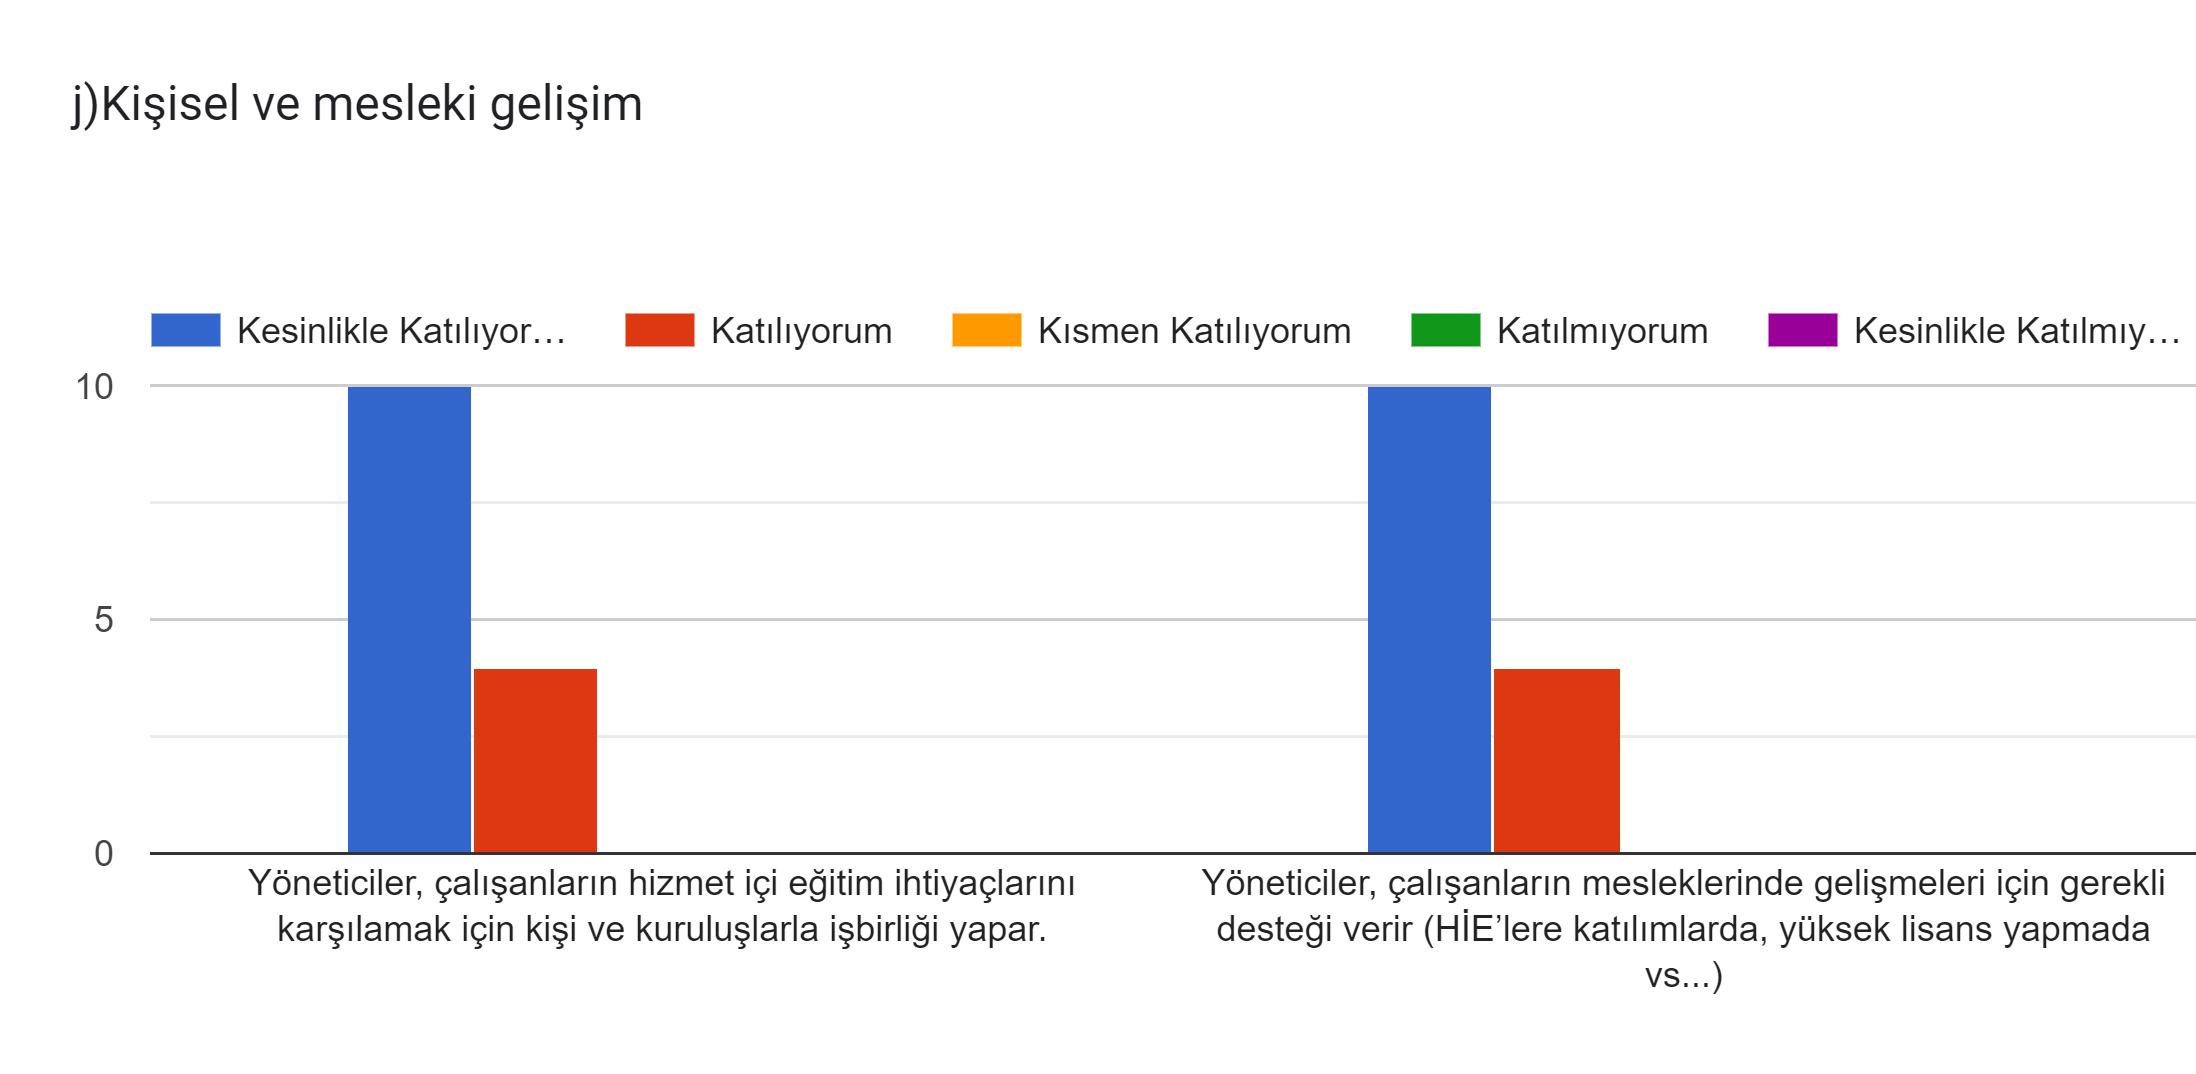 j)Kişisel ve mesleki gelişim
Kesinlikle Katılıyor…
Katılıyorum
Kısmen Katılıyorum
Katılmıyorum
Kesinlikle Katılmıy…
10
5
0
Yöneticiler, çalışanların hizmet içi eğitim ihtiyaçlarını
karşılamak için kişi ve kuruluşlarla işbirliği yapar.
Yöneticiler, çalışanların mesleklerinde gelişmeleri için gerekli
desteği verir (HİE’lere katılımlarda, yüksek lisans yapmada
vs...)